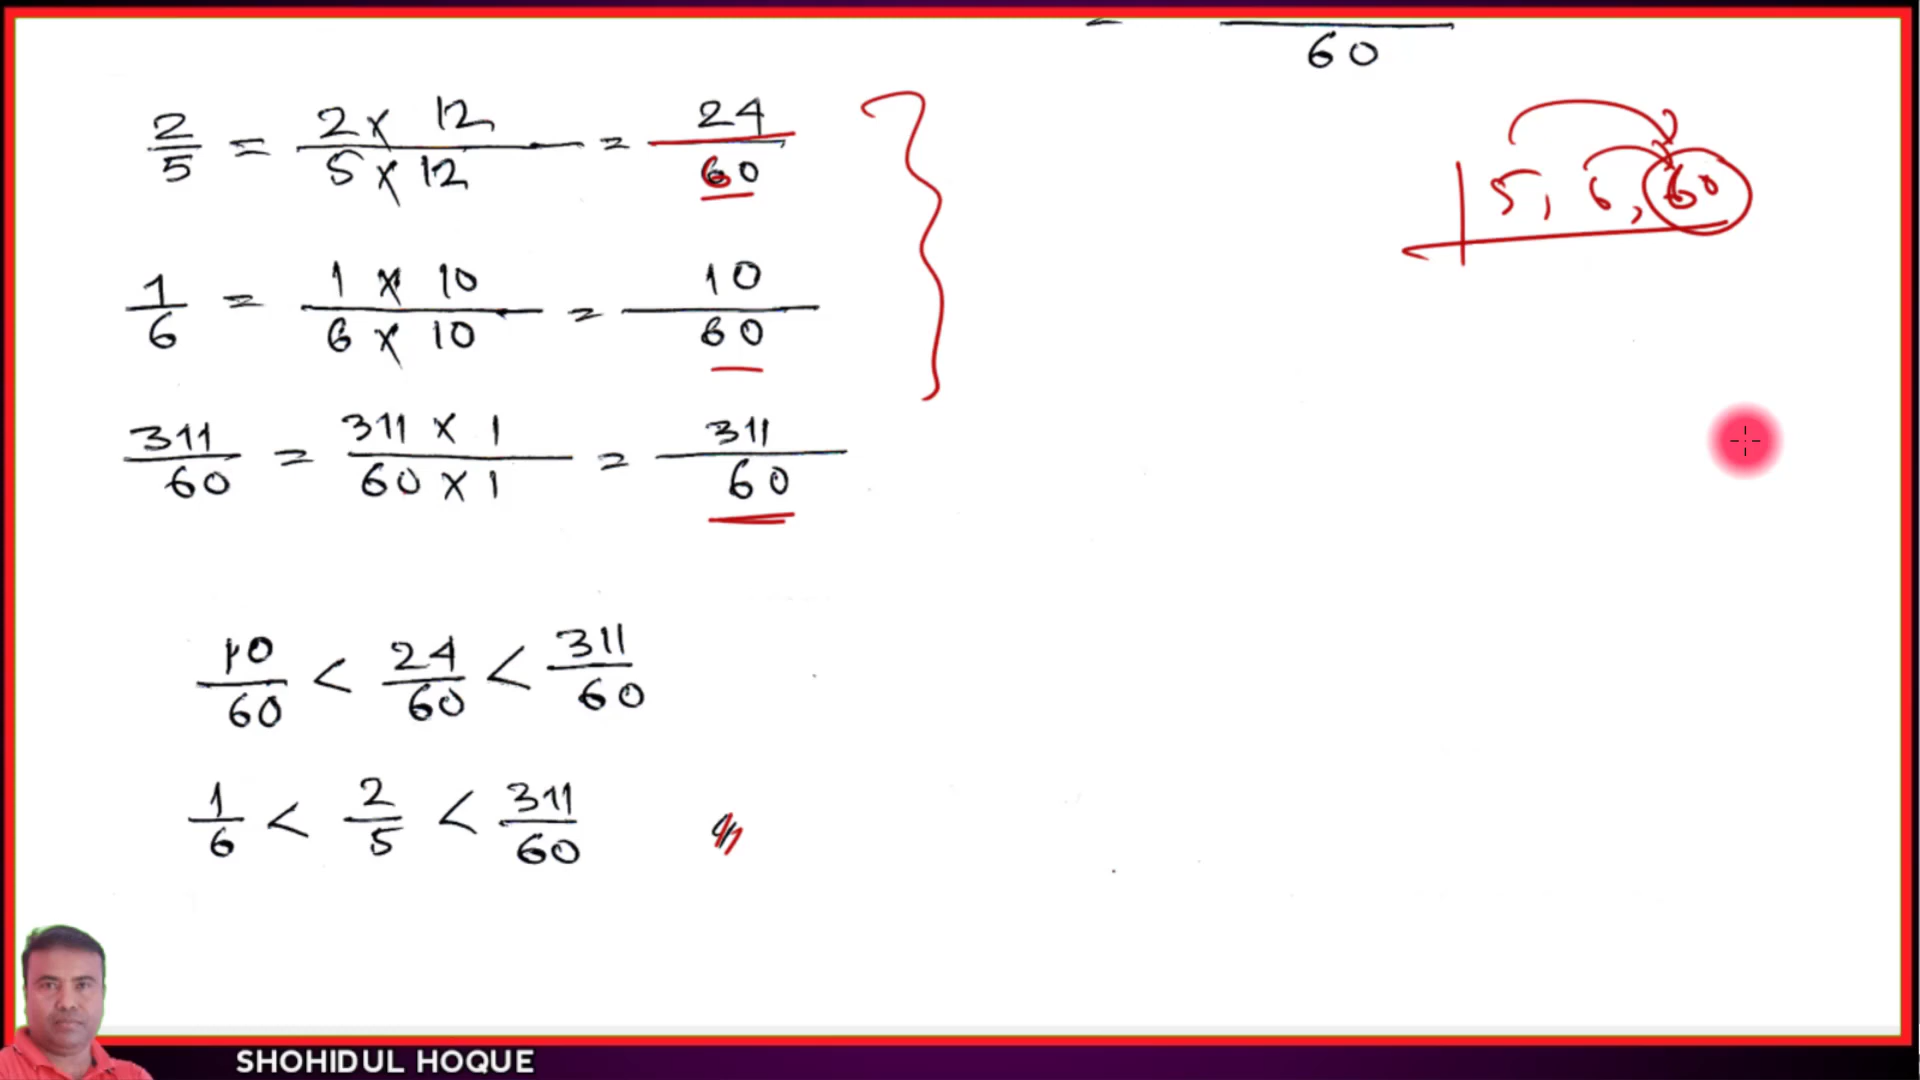 = ── / 60
2/5 = 2 x 12 / 5 x 12 = 24/60
5, 6, 60
1/6 = 1 x 10 / 6 x 10 = 10/60
311/60 = 311 x 1 / 60 x 1 = 311/60
10/60 < 24/60 < 311/60
1/6 < 2/5 < 311/60
SHOHIDUL HOQUE